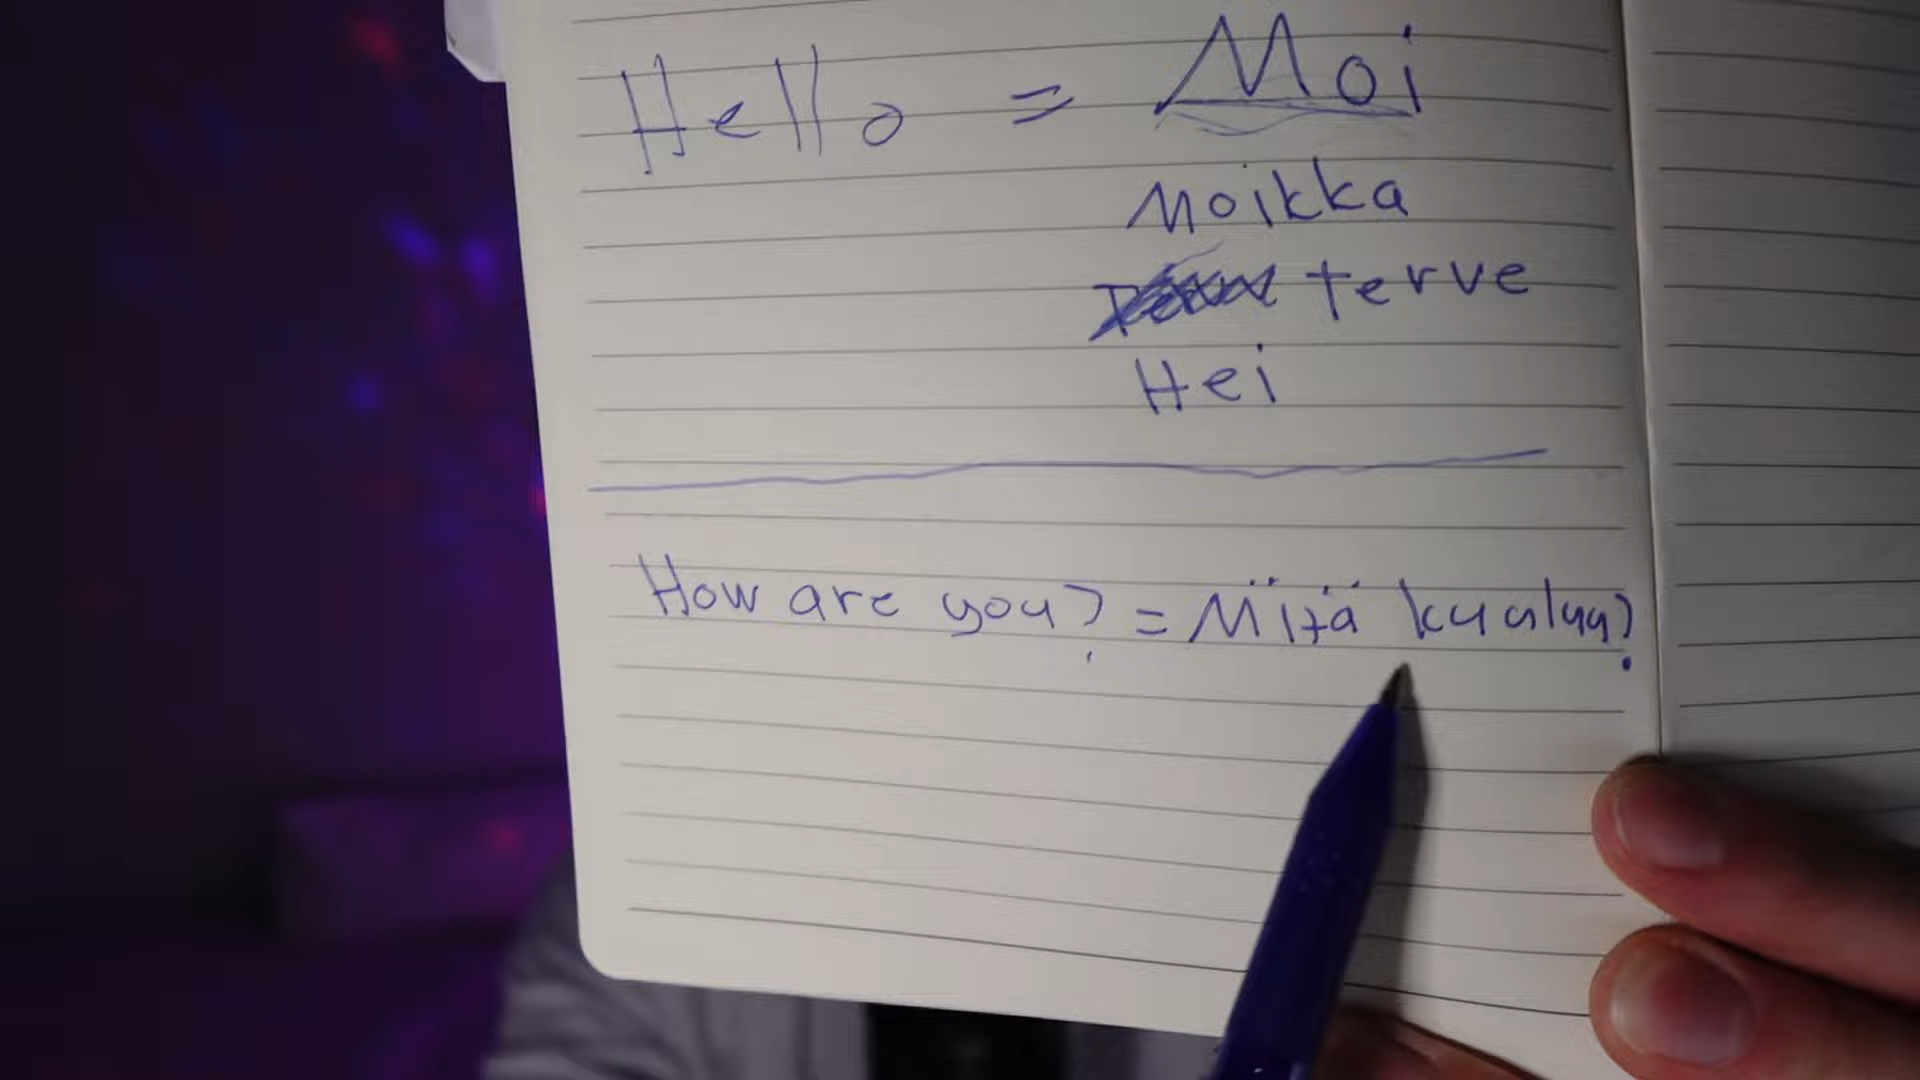 Hello = Moi
Moikka
terve
Hei
How are you? = Mitä kuuluu?